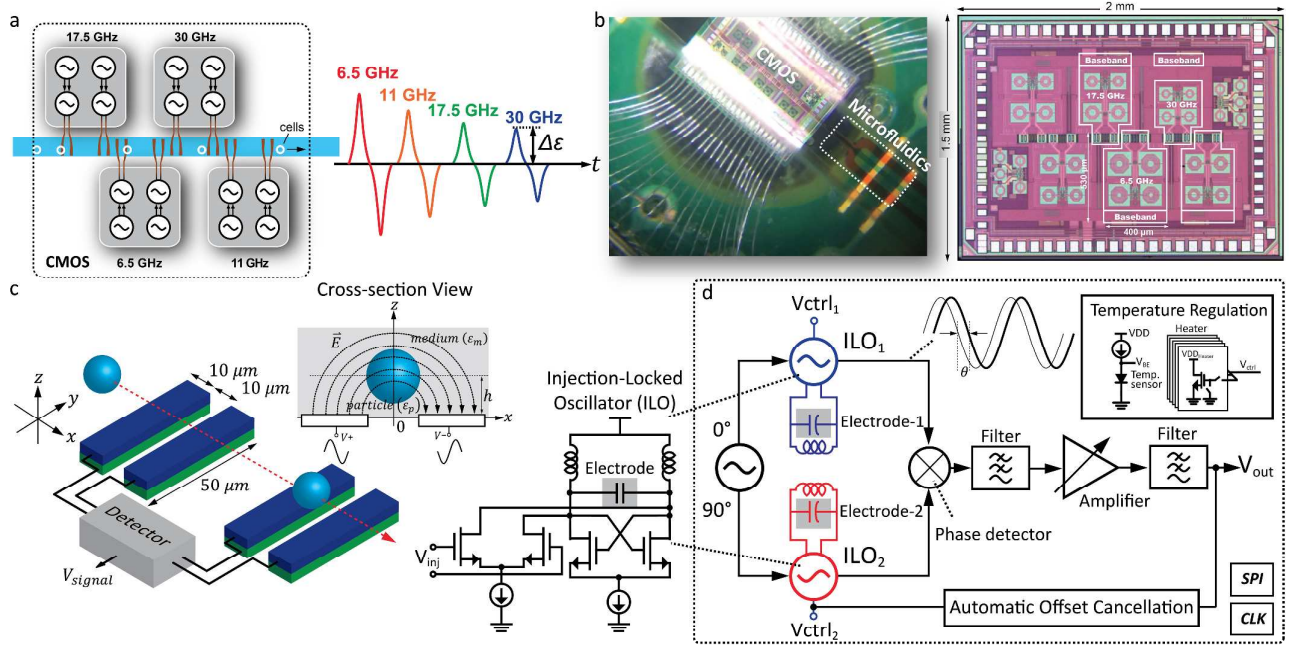 a
17.5 GHz
30 GHz
cells
6.5 GHz
11 GHz
CMOS
6.5 GHz
11 GHz
17.5 GHz
30 GHz
Δε
t
b
CMOS
Microfluidics
2 mm
1.5 mm
Baseband
Baseband
17.5 GHz
30 GHz
330 μm
6.5 GHz
Baseband
400 μm
c
Cross-section View
z
E⃗
medium (εm)
particle (εp)
h
0
x
V+
V−
10 μm
10 μm
z
y
x
50 μm
Detector
Vsignal
Injection-Locked
Oscillator (ILO)
Electrode
Vinj
d
Vctrl1
ILO1
θ
Electrode-1
0°
90°
Electrode-2
ILO2
Vctrl2
Phase detector
Filter
Amplifier
Filter
Vout
Automatic Offset Cancellation
Temperature Regulation
VDD
VBE
Temp.
sensor
Heater
VDDHeater
Vctrl
SPI
CLK